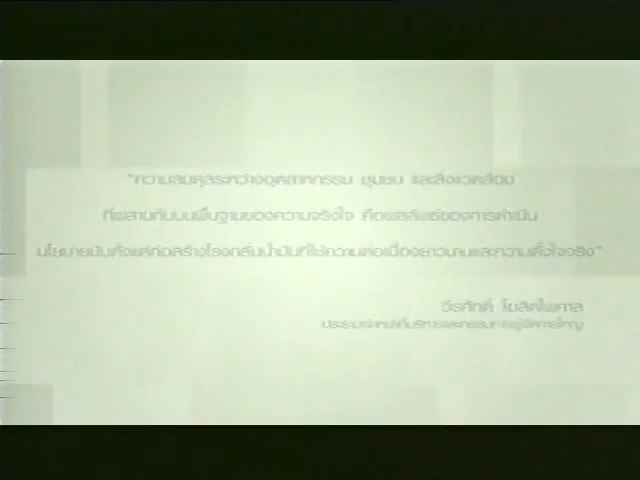 "ความสมดุลระหว่างอุตสาหกรรม ชุมชน และสิ่งแวดล้อม
ที่ผสานกันบนพื้นฐานของความจริงใจ คือผลลัพธ์ของการดำเนิน
นโยบายนับตั้งแต่ก่อสร้างโรงกลั่นน้ำมันที่ใช้ความต่อเนื่องยาวนานและความตั้งใจจริง"
วีรศักดิ์ โฆสิตไพศาล
ประธานเจ้าหน้าที่บริหารและกรรมการผู้จัดการใหญ่